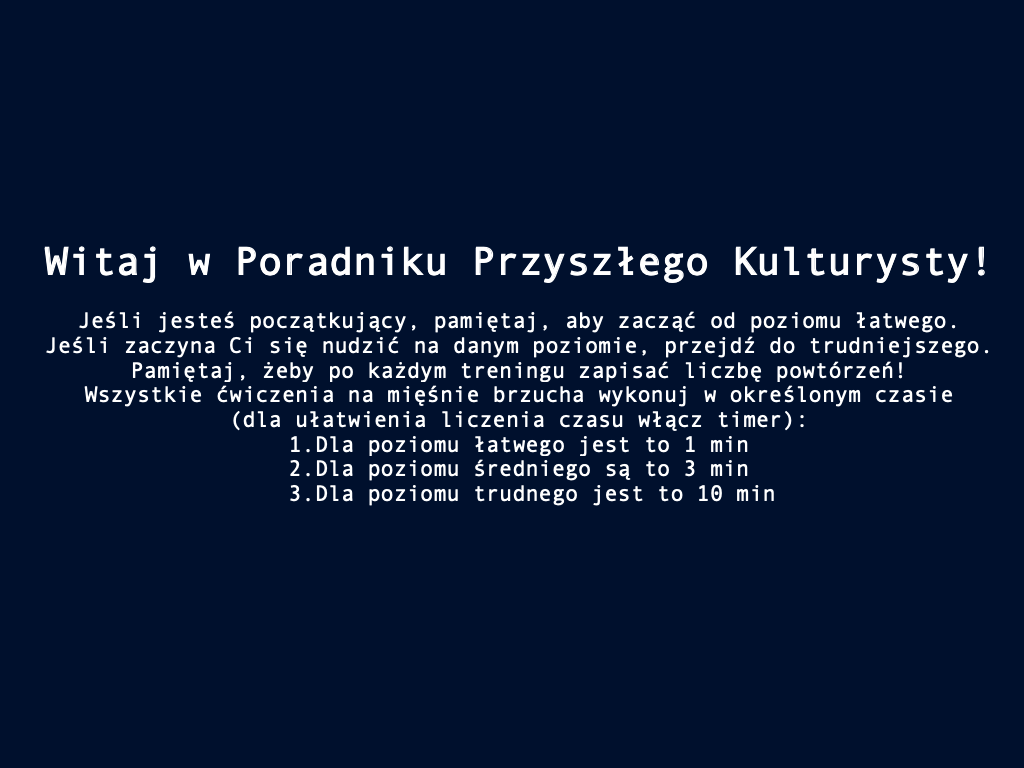 Witaj w Poradniku Przyszłego Kulturysty!
Jeśli jesteś początkujący, pamiętaj, aby zacząć od poziomu łatwego.
Jeśli zaczyna Ci się nudzić na danym poziomie, przejdź do trudniejszego.
Pamiętaj, żeby po każdym treningu zapisać liczbę powtórzeń!
Wszystkie ćwiczenia na mięśnie brzucha wykonuj w określonym czasie
(dla ułatwienia liczenia czasu włącz timer):
1.Dla poziomu łatwego jest to 1 min
2.Dla poziomu średniego są to 3 min
3.Dla poziomu trudnego jest to 10 min